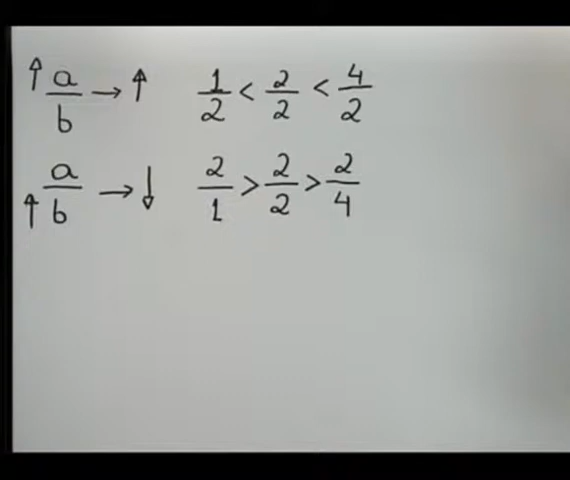 ↑a/b → ↑ 1/2 < 2/2 < 4/2
a/↑b → ↓ 2/1 > 2/2 > 2/4